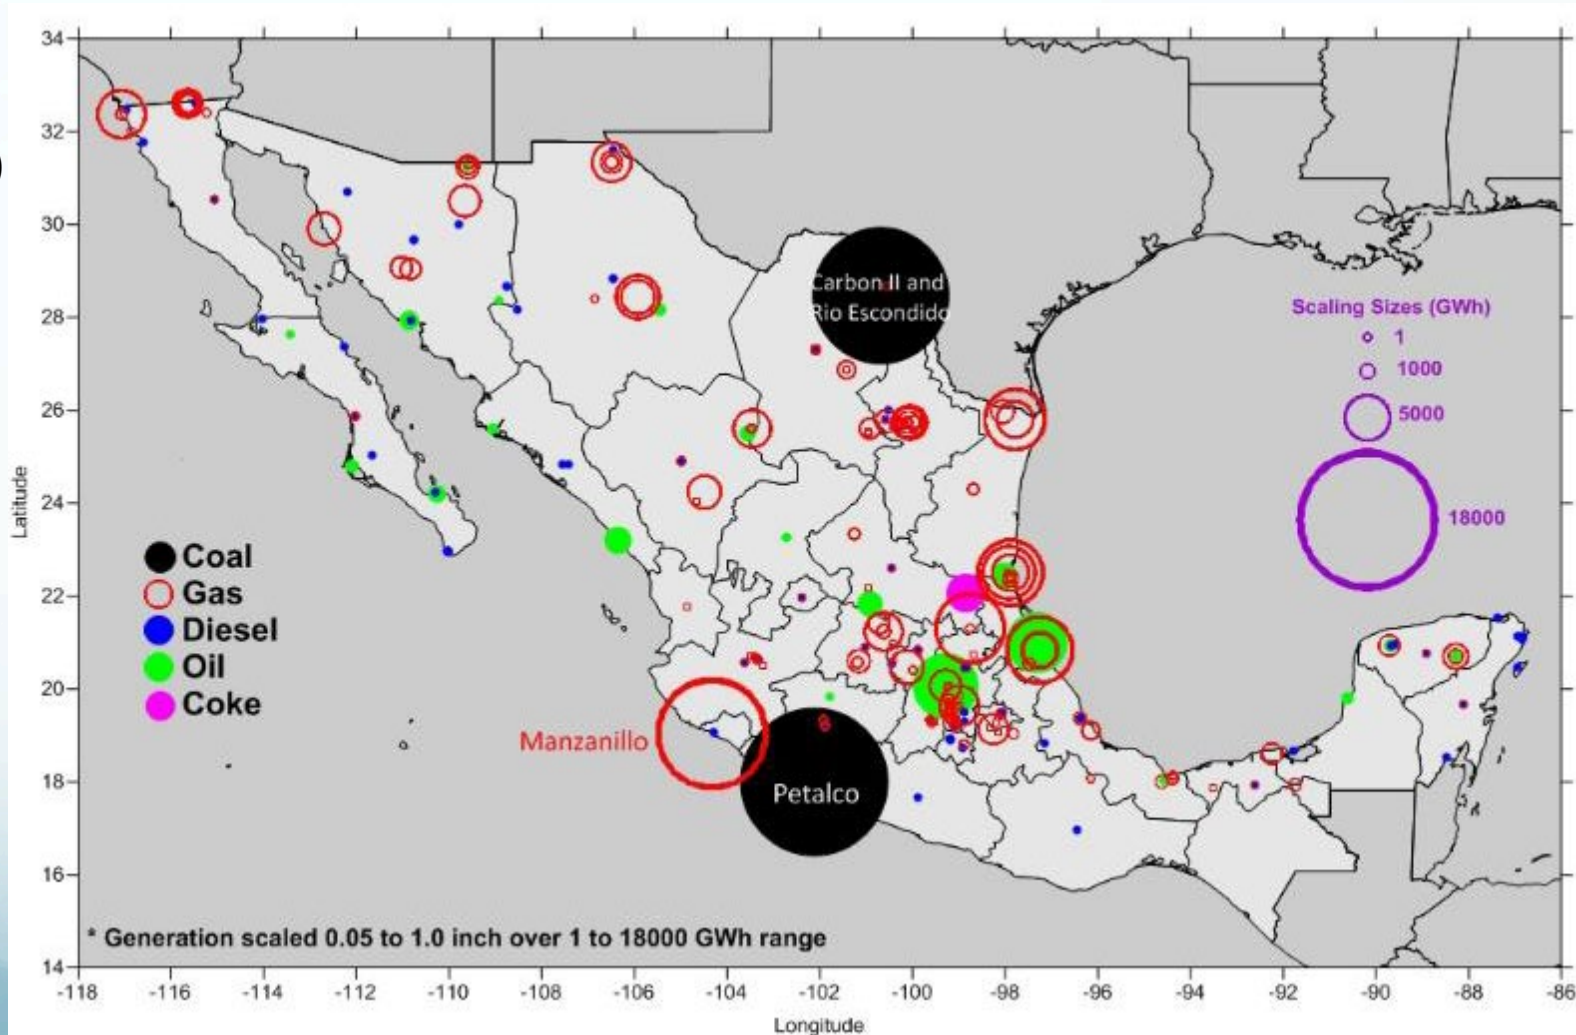 34
32
30
28
26
24
22
20
18
16
14
Latitude
-118 -116 -114 -112 -110 -108 -106 -104 -102 -100 -98 -96 -94 -92 -90 -88 -86
Longitude
Carbon II and
Rio Escondido
Scaling Sizes (GWh)
1
1000
5000
18000
Coal
Gas
Diesel
Oil
Coke
Manzanillo
Petalco
* Generation scaled 0.05 to 1.0 inch over 1 to 18000 GWh range